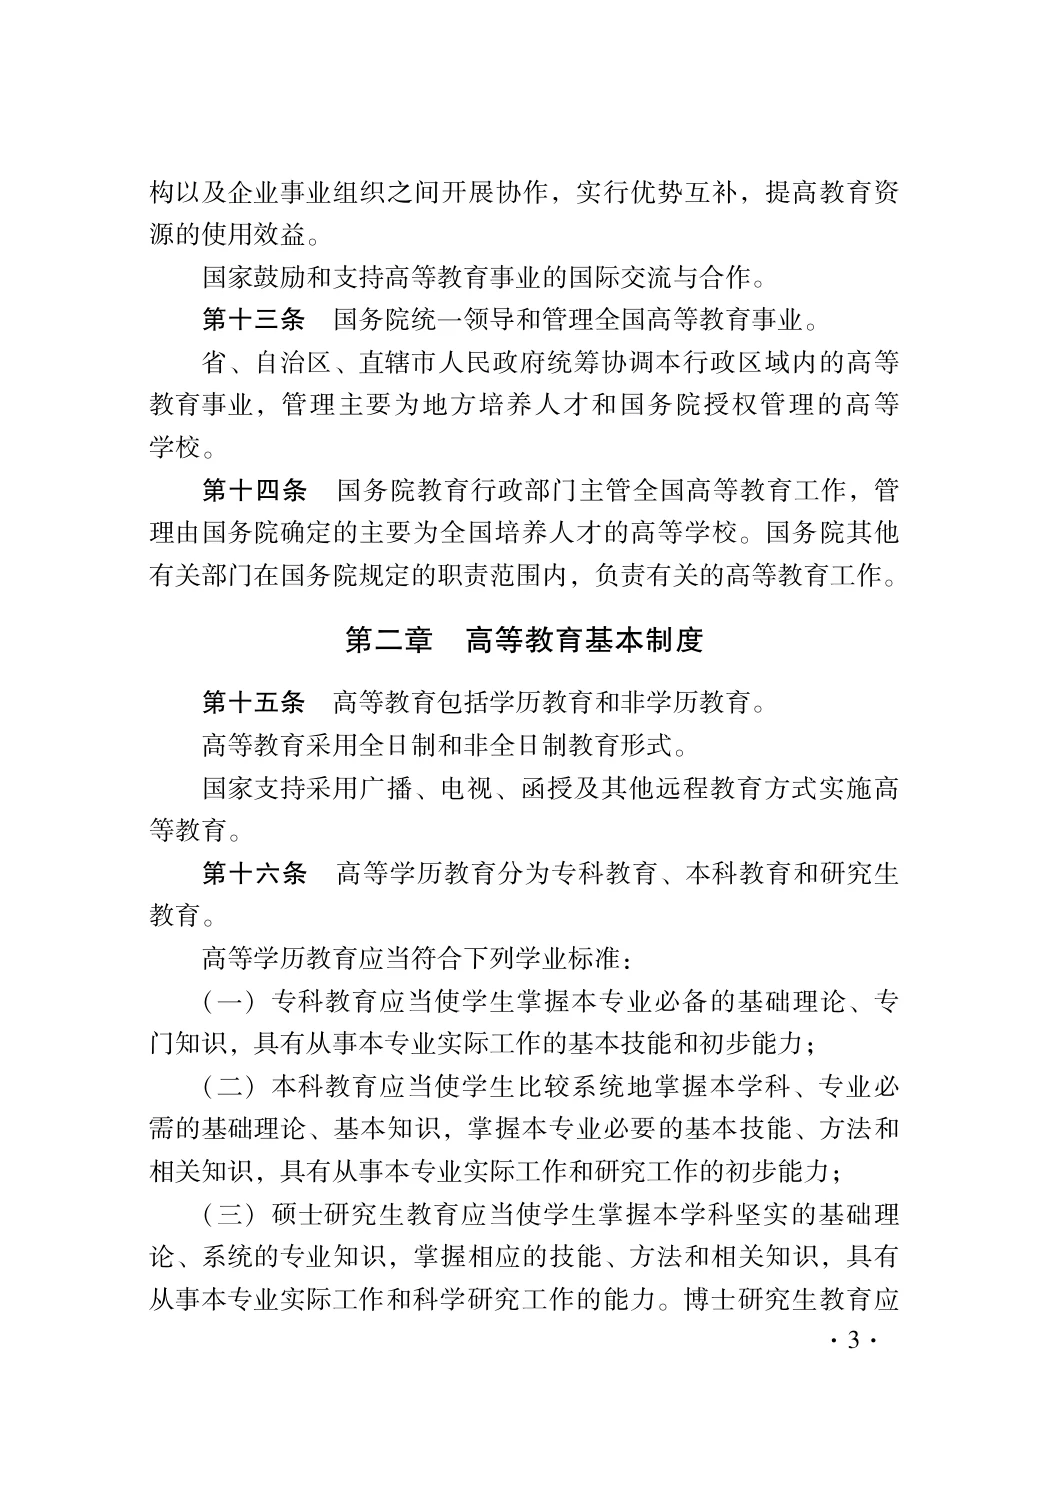 构以及企业事业组织之间开展协作，实行优势互补，提高教育资
源的使用效益。
国家鼓励和支持高等教育事业的国际交流与合作。
第十三条　国务院统一领导和管理全国高等教育事业。
省、自治区、直辖市人民政府统筹协调本行政区域内的高等
教育事业，管理主要为地方培养人才和国务院授权管理的高等
学校。
第十四条　国务院教育行政部门主管全国高等教育工作，管
理由国务院确定的主要为全国培养人才的高等学校。国务院其他
有关部门在国务院规定的职责范围内，负责有关的高等教育工作。
第二章　高等教育基本制度
第十五条　高等教育包括学历教育和非学历教育。
高等教育采用全日制和非全日制教育形式。
国家支持采用广播、电视、函授及其他远程教育方式实施高
等教育。
第十六条　高等学历教育分为专科教育、本科教育和研究生
教育。
高等学历教育应当符合下列学业标准：
（一）专科教育应当使学生掌握本专业必备的基础理论、专
门知识，具有从事本专业实际工作的基本技能和初步能力；
（二）本科教育应当使学生比较系统地掌握本学科、专业必
需的基础理论、基本知识，掌握本专业必要的基本技能、方法和
相关知识，具有从事本专业实际工作和研究工作的初步能力；
（三）硕士研究生教育应当使学生掌握本学科坚实的基础理
论、系统的专业知识，掌握相应的技能、方法和相关知识，具有
从事本专业实际工作和科学研究工作的能力。博士研究生教育应
·3·